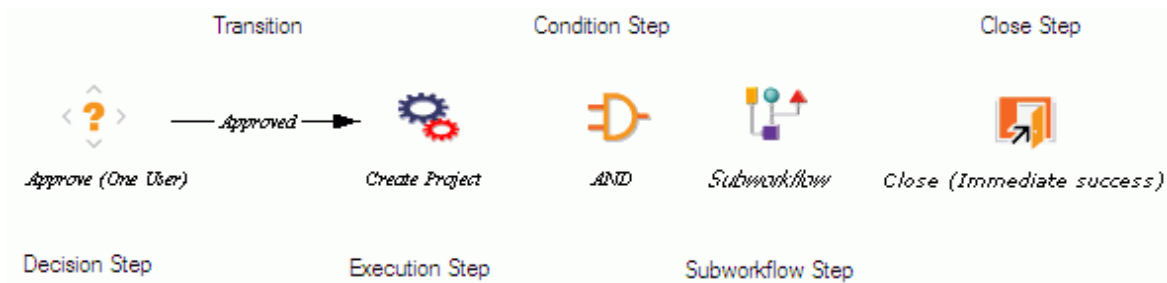 Transition Condition Step Close Step
Approved
Approve (One User) Create Project AND Subworkflow Close (Immediate success)
Decision Step Execution Step Subworkflow Step